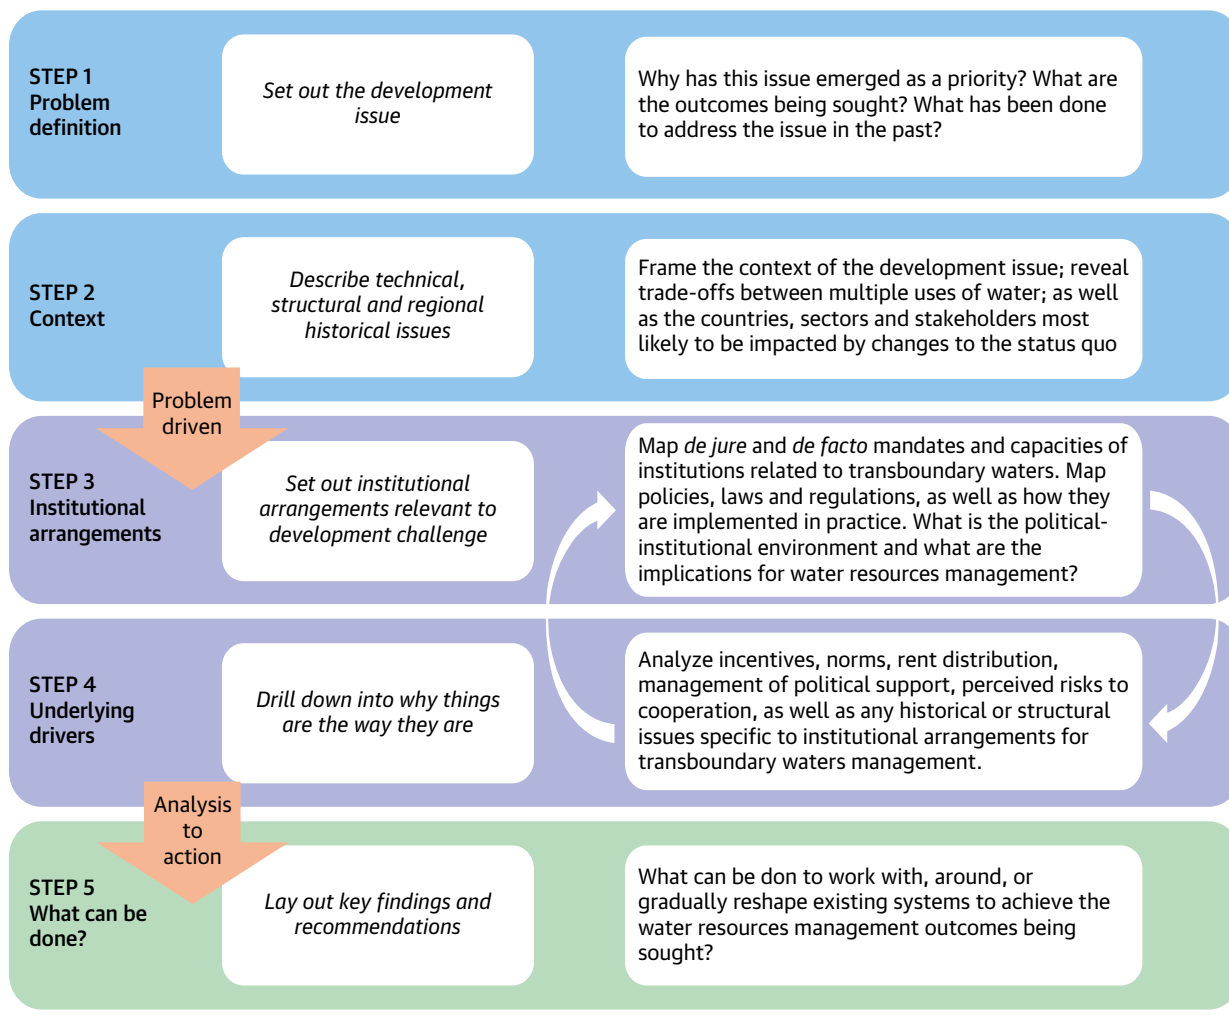 STEP 1
Problem
definition
Set out the development
issue
Why has this issue emerged as a priority? What are
the outcomes being sought? What has been done
to address the issue in the past?
STEP 2
Context
Describe technical,
structural and regional
historical issues
Frame the context of the development issue; reveal
trade-offs between multiple uses of water; as well
as the countries, sectors and stakeholders most
likely to be impacted by changes to the status quo
Problem
driven
STEP 3
Institutional
arrangements
Set out institutional
arrangements relevant to
development challenge
Map de jure and de facto mandates and capacities of
institutions related to transboundary waters. Map
policies, laws and regulations, as well as how they
are implemented in practice. What is the political-
institutional environment and what are the
implications for water resources management?
STEP 4
Underlying
drivers
Drill down into why things
are the way they are
Analyze incentives, norms, rent distribution,
management of political support, perceived risks to
cooperation, as well as any historical or structural
issues specific to institutional arrangements for
transboundary waters management.
Analysis
to
action
STEP 5
What can be
done?
Lay out key findings and
recommendations
What can be don to work with, around, or
gradually reshape existing systems to achieve the
water resources management outcomes being
sought?